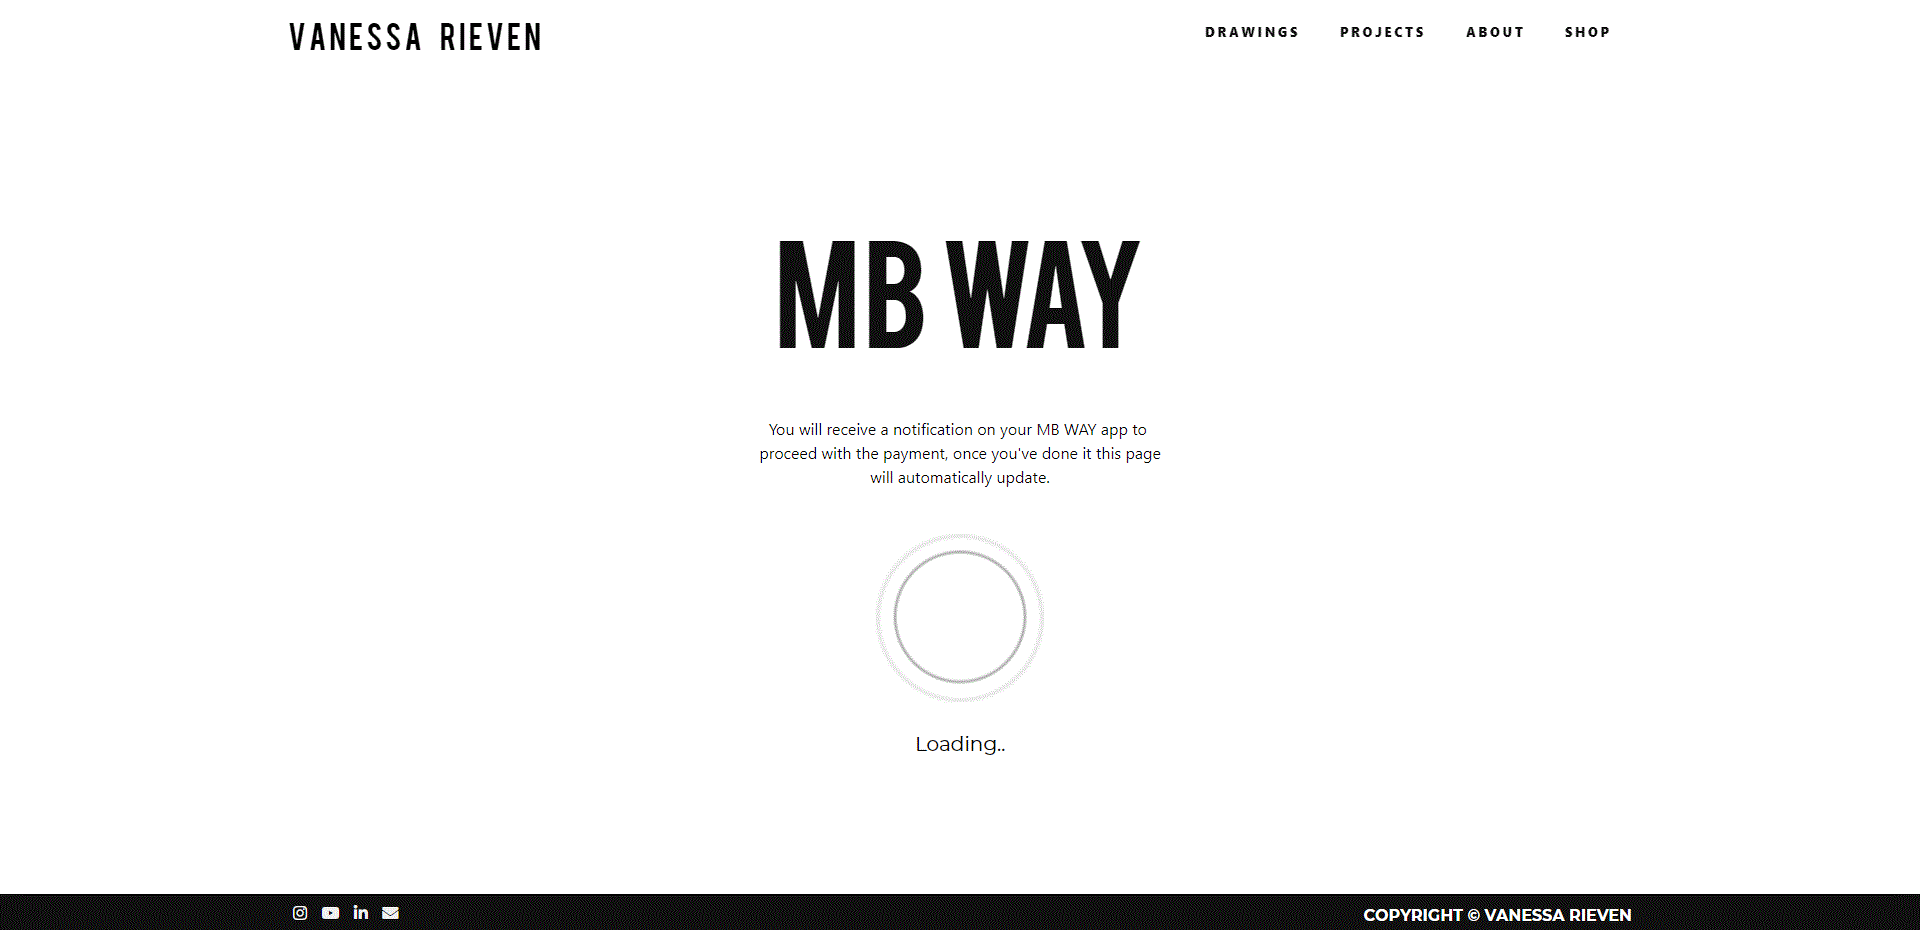 VANESSA RIEVEN
DRAWINGS PROJECTS ABOUT SHOP
MB WAY
You will receive a notification on your MB WAY app to
proceed with the payment, once you've done it this page
will automatically update.
Loading..
COPYRIGHT © VANESSA RIEVEN